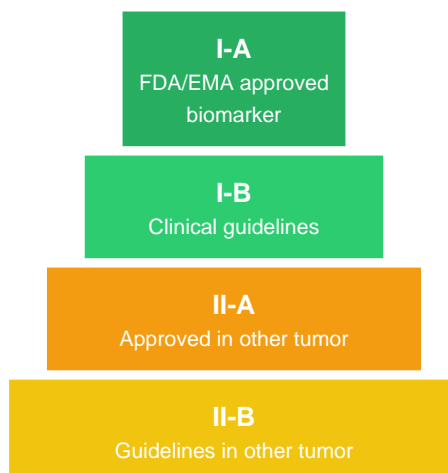 I-A
FDA/EMA approved
biomarker
I-B
Clinical guidelines
II-A
Approved in other tumor
II-B
Guidelines in other tumor